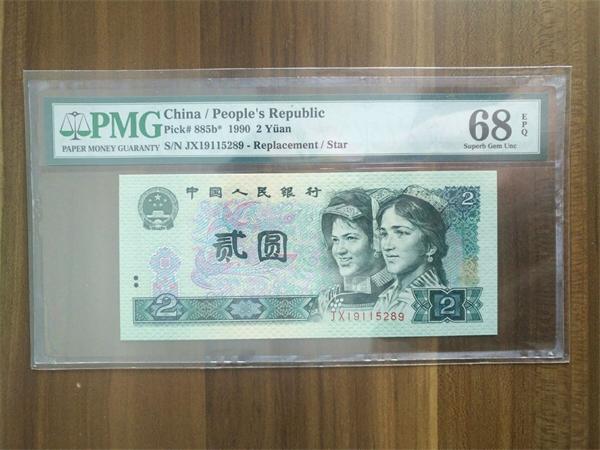 PMG
PAPER MONEY GUARANTY
China / People's Republic
Pick# 885b* 1990 2 Yüan
S/N JX19115289 - Replacement / Star
68 EPQ
Superb Gem Unc
中国人民银行
2
贰圆
2
2
JX19115289